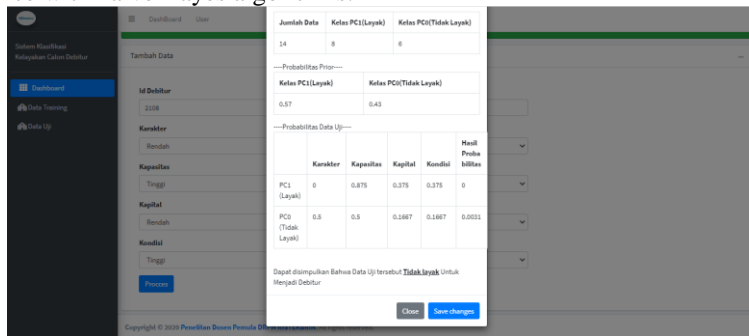 Dashboard User
Sistem Klasifikasi
Kelayakan Calon Debitur
Dashboard
Data Training
Data Uji
Tambah Data
Id Debitur
2108
Karakter
Rendah
Kapasitas
Tinggi
Kapital
Rendah
Kondisi
Tinggi
Process
Jumlah Data Kelas PC1(Layak) Kelas PC0(Tidak Layak)
14 8 6
----Probabilitas Prior----
Kelas PC1(Layak) Kelas PC0(Tidak Layak)
0.57 0.43
----Probabilitas Data Uji----
Karakter Kapasitas Kapital Kondisi Hasil Proba bilitas
PC1 (Layak) 0 0.875 0.375 0.375 0
PC0 (Tidak Layak) 0.5 0.5 0.1667 0.1667 0.0031
Dapat disimpulkan Bahwa Data Uji tersebut Tidak layak Untuk
Menjadi Debitur
Close Save changes
Copyright © 2020 Penelitan Dosen Pemula